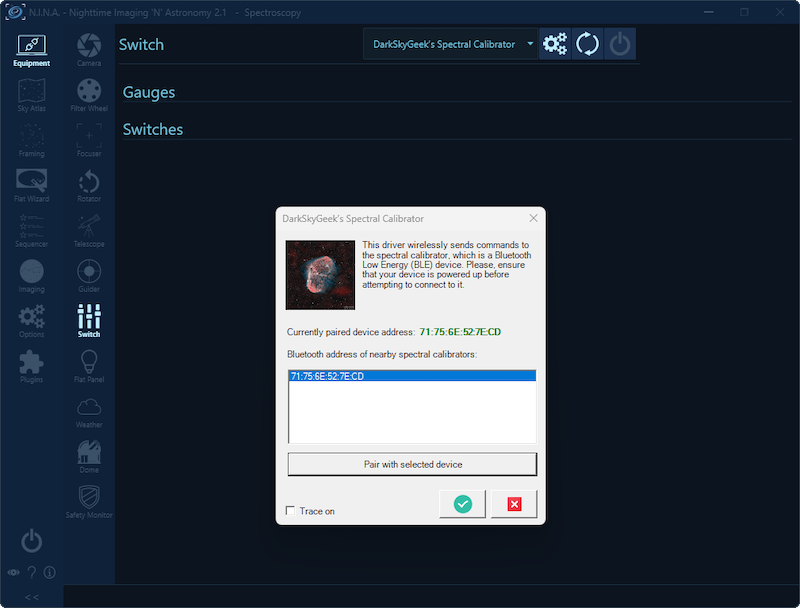 N.I.N.A. - Nighttime Imaging 'N' Astronomy 2.1 - Spectroscopy
Equipment
Sky Atlas
Framing
Flat Wizard
Sequencer
Imaging
Options
Plugins
<<
Camera
Filter Wheel
Focuser
Rotator
Telescope
Guider
Switch
Flat Panel
Weather
Dome
Safety Monitor
Switch
DarkSkyGeek's Spectral Calibrator
Gauges
Switches
DarkSkyGeek's Spectral Calibrator
This driver wirelessly sends commands to
the spectral calibrator, which is a Bluetooth
Low Energy (BLE) device. Please, ensure
that your device is powered up before
attempting to connect to it.
Currently paired device address: 71:75:6E:52:7E:CD
Bluetooth address of nearby spectral calibrators:
71:75:6E:52:7E:CD
Pair with selected device
Trace on